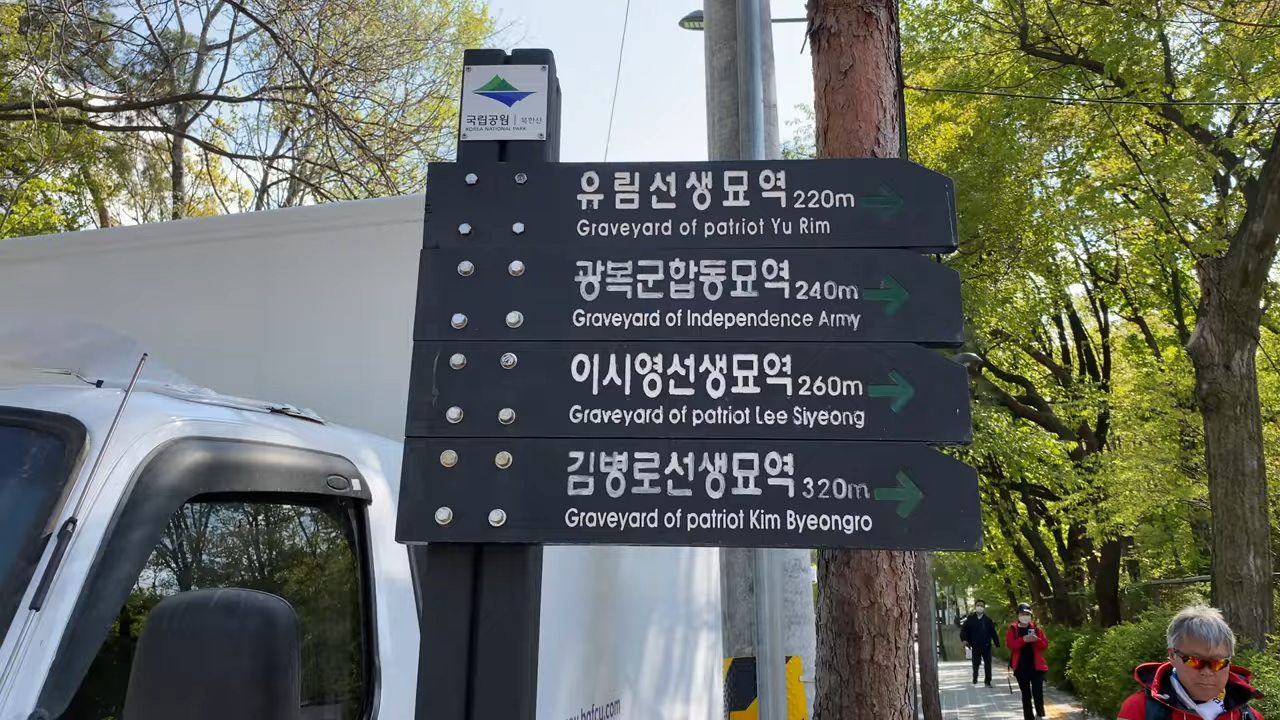 국립공원 | 북한산
KOREA NATIONAL PARK
유림선생묘역 220m
Graveyard of patriot Yu Rim
광복군합동묘역 240m
Graveyard of Independence Army
이시영선생묘역 260m
Graveyard of patriot Lee Siyeong
김병로선생묘역 320m
Graveyard of patriot Kim Byeongro